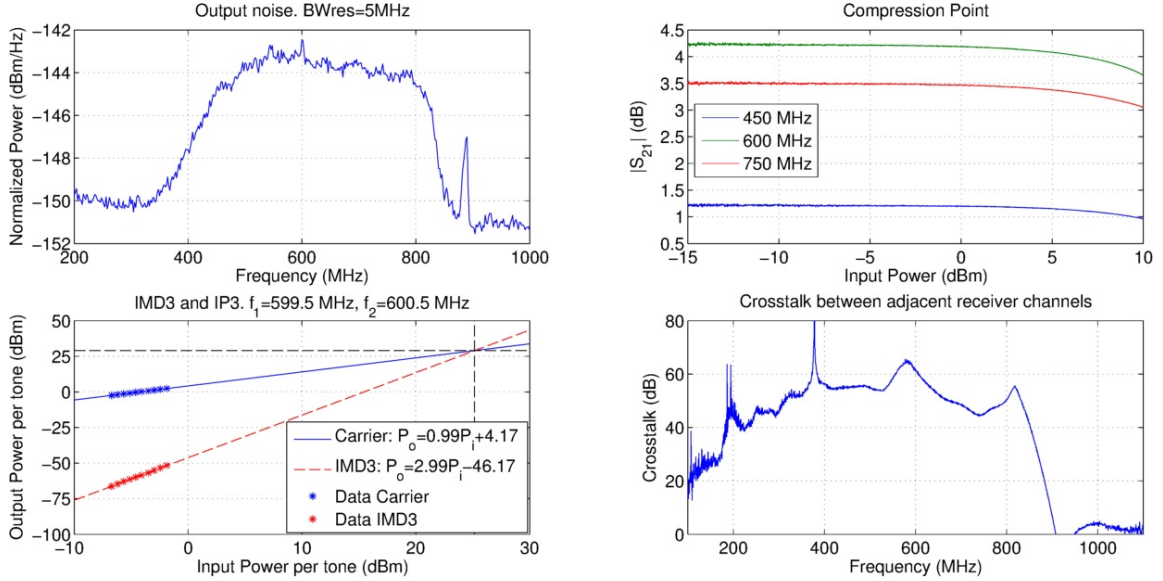 Output noise. BWres=5MHz
Normalized Power (dBm/Hz)
−142
−144
−146
−148
−150
−152
200
400
600
800
1000
Frequency (MHz)
Compression Point
|S21| (dB)
4.5
4
3.5
3
2.5
2
1.5
1
0.5
450 MHz
600 MHz
750 MHz
−15
−10
−5
0
5
10
Input Power (dBm)
IMD3 and IP3. f1=599.5 MHz, f2=600.5 MHz
Output Power per tone (dBm)
50
25
0
−25
−50
−75
−100
Carrier: Po=0.99Pi+4.17
IMD3: Po=2.99Pi−46.17
Data Carrier
Data IMD3
−10
0
10
20
30
Input Power per tone (dBm)
Crosstalk between adjacent receiver channels
Crosstalk (dB)
80
60
40
20
0
200
400
600
800
1000
Frequency (MHz)